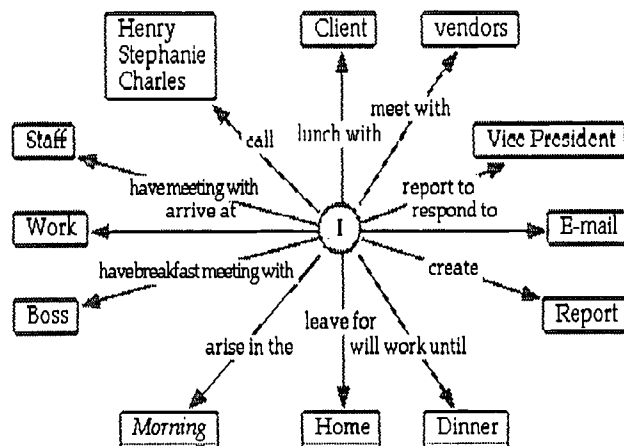 Henry
Stephanie
Charles
Client
vendors
call
lunch with
meet with
Staff
Vice President
have meeting with
report to
arrive at
respond to
Work
I
E-mail
havebreakfast meeting with
create
Boss
Report
arise in the
leave for
will work until
Morning
Home
Dinner